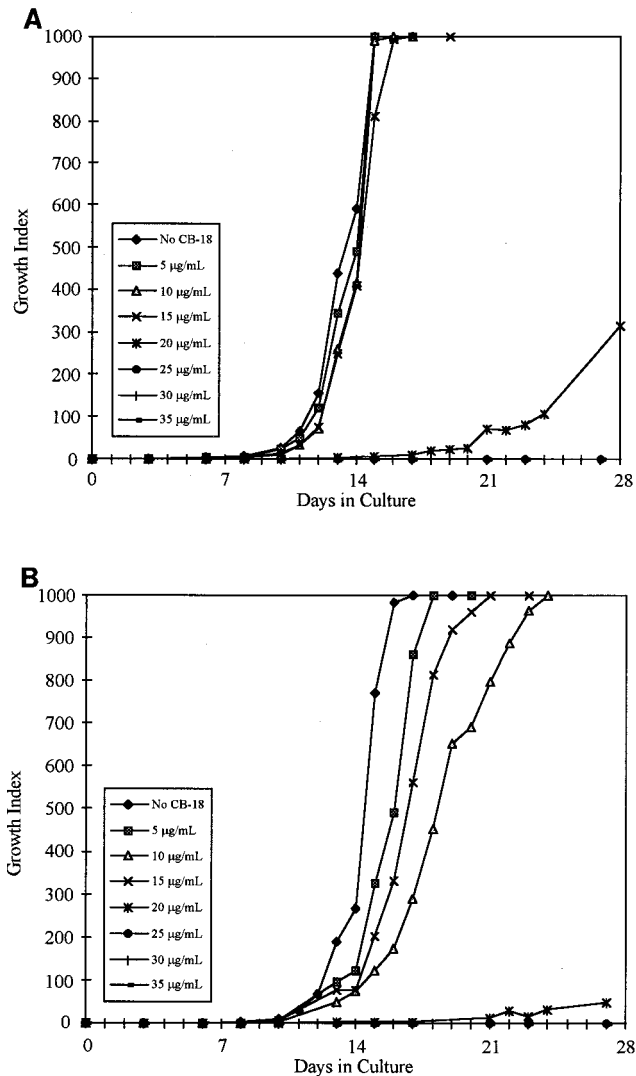 A
1000
900
800
700
600
500
400
300
200
100
0
Growth Index
No CB-18
5 µg/mL
10 µg/mL
15 µg/mL
20 µg/mL
25 µg/mL
30 µg/mL
35 µg/mL
0 7 14 21 28
Days in Culture
B
1000
900
800
700
600
500
400
300
200
100
0
Growth Index
No CB-18
5 µg/mL
10 µg/mL
15 µg/mL
20 µg/mL
25 µg/mL
30 µg/mL
35 µg/mL
0 7 14 21 28
Days in Culture